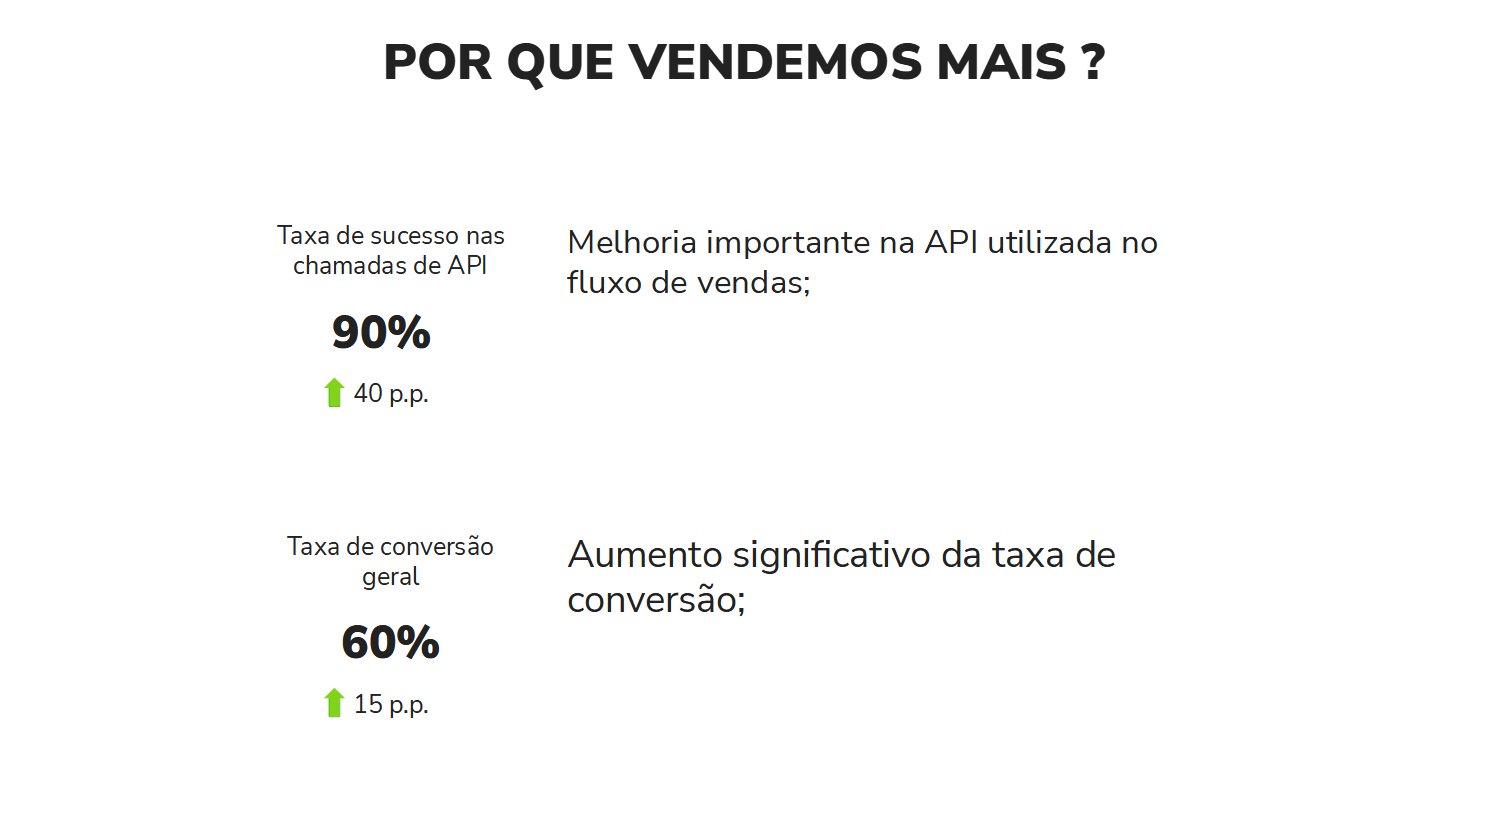 POR QUE VENDEMOS MAIS ?
Taxa de sucesso nas
chamadas de API
90%
40 p.p.
Melhoria importante na API utilizada no
fluxo de vendas;
Taxa de conversão
geral
60%
15 p.p.
Aumento significativo da taxa de
conversão;